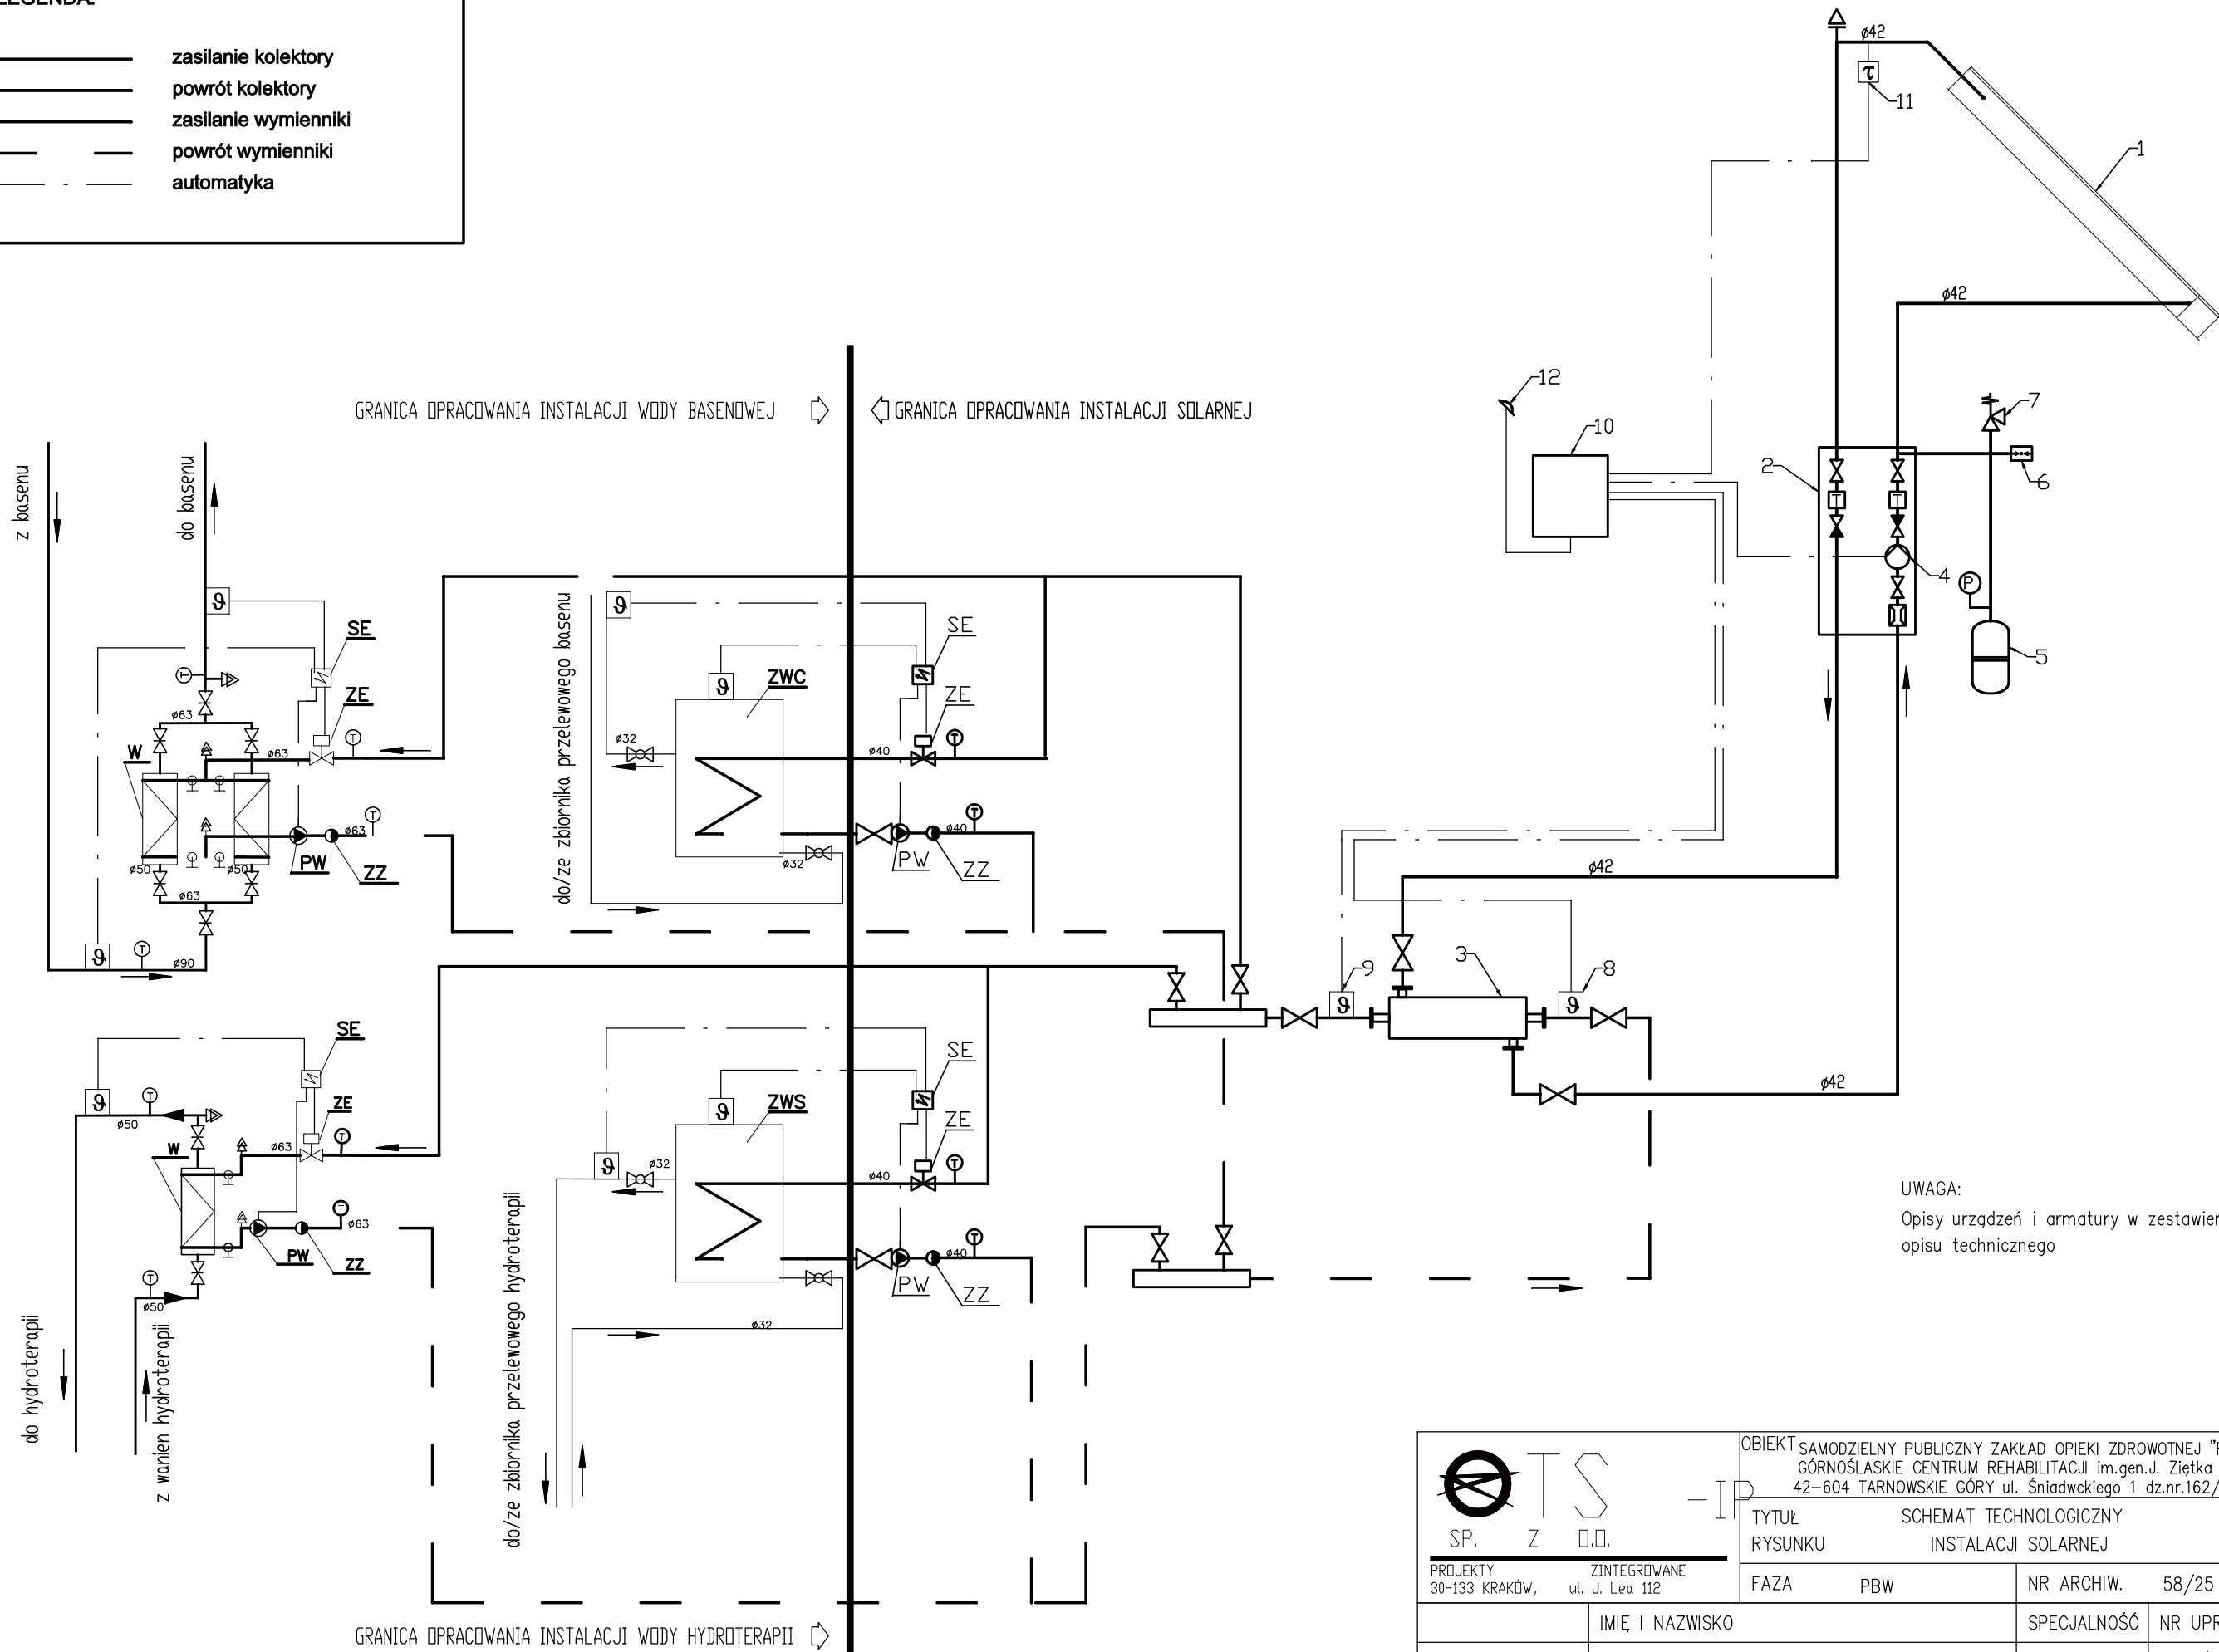 LEGENDA:
zasilanie kolektory
powrót kolektory
zasilanie wymienniki
powrót wymienniki
automatyka
ø42
τ
11
1
ø42
12
10
7
2
6
4
P
5
GRANICA OPRACOWANIA INSTALACJI WODY BASENOWEJ
GRANICA OPRACOWANIA INSTALACJI SOLARNEJ
z basenu
do basenu
ϑ
SE
ZE
T
ø63
W
ø63
T
ø63
T
PW
ZZ
ø50
ø50
ø63
ϑ
T
ø90
do/ze zbiornika przelewowego basenu
ϑ
ϑ
ZWC
SE
ZE
ø32
ø40
T
T
ø40
PW
ZZ
ø32
ø42
9
3
8
ϑ
ϑ
ø42
SE
ϑ
T
ZE
ø50
W
ø63
T
T
ø63
PW
ZZ
T
ø50
do hydroterapii
z wanien hydroterapii
do/ze zbiornika przelewowego hydroterapii
ϑ
ϑ
ZWS
SE
ZE
ø32
ø40
T
T
ø40
PW
ZZ
ø32
UWAGA:
Opisy urządzeń i armatury w zestawien
opisu technicznego
GRANICA OPRACOWANIA INSTALACJI WODY HYDROTERAPII
TS -IP
SP. Z O.O.
PROJEKTY ZINTEGROWANE
30-133 KRAKÓW, ul. J. Lea 112
OBIEKT SAMODZIELNY PUBLICZNY ZAKŁAD OPIEKI ZDROWOTNEJ "R
GÓRNOŚLASKIE CENTRUM REHABILITACJI im.gen.J. Ziętka
42-604 TARNOWSKIE GÓRY ul. Śniadwckiego 1 dz.nr.162/
TYTUŁ SCHEMAT TECHNOLOGICZNY
RYSUNKU INSTALACJI SOLARNEJ
FAZA PBW NR ARCHIW. 58/25
IMIĘ I NAZWISKO SPECJALNOŚĆ NR UPR